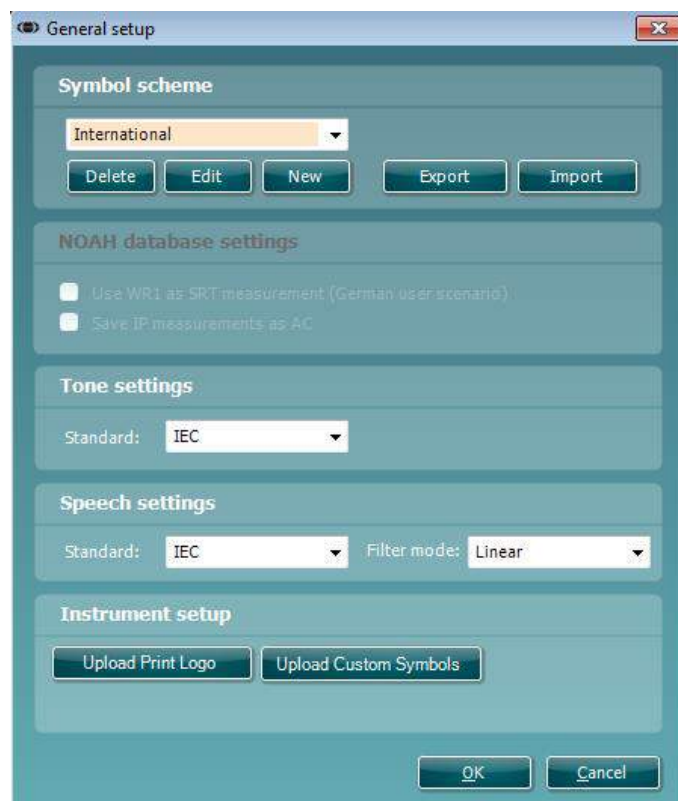 General setup
Symbol scheme
International
Delete Edit New Export Import
NOAH database settings
Use WR1 as SRT measurement (German user scenario)
Save IP measurements as AC
Tone settings
Standard: IEC
Speech settings
Standard: IEC Filter mode: Linear
Instrument setup
Upload Print Logo Upload Custom Symbols
OK Cancel